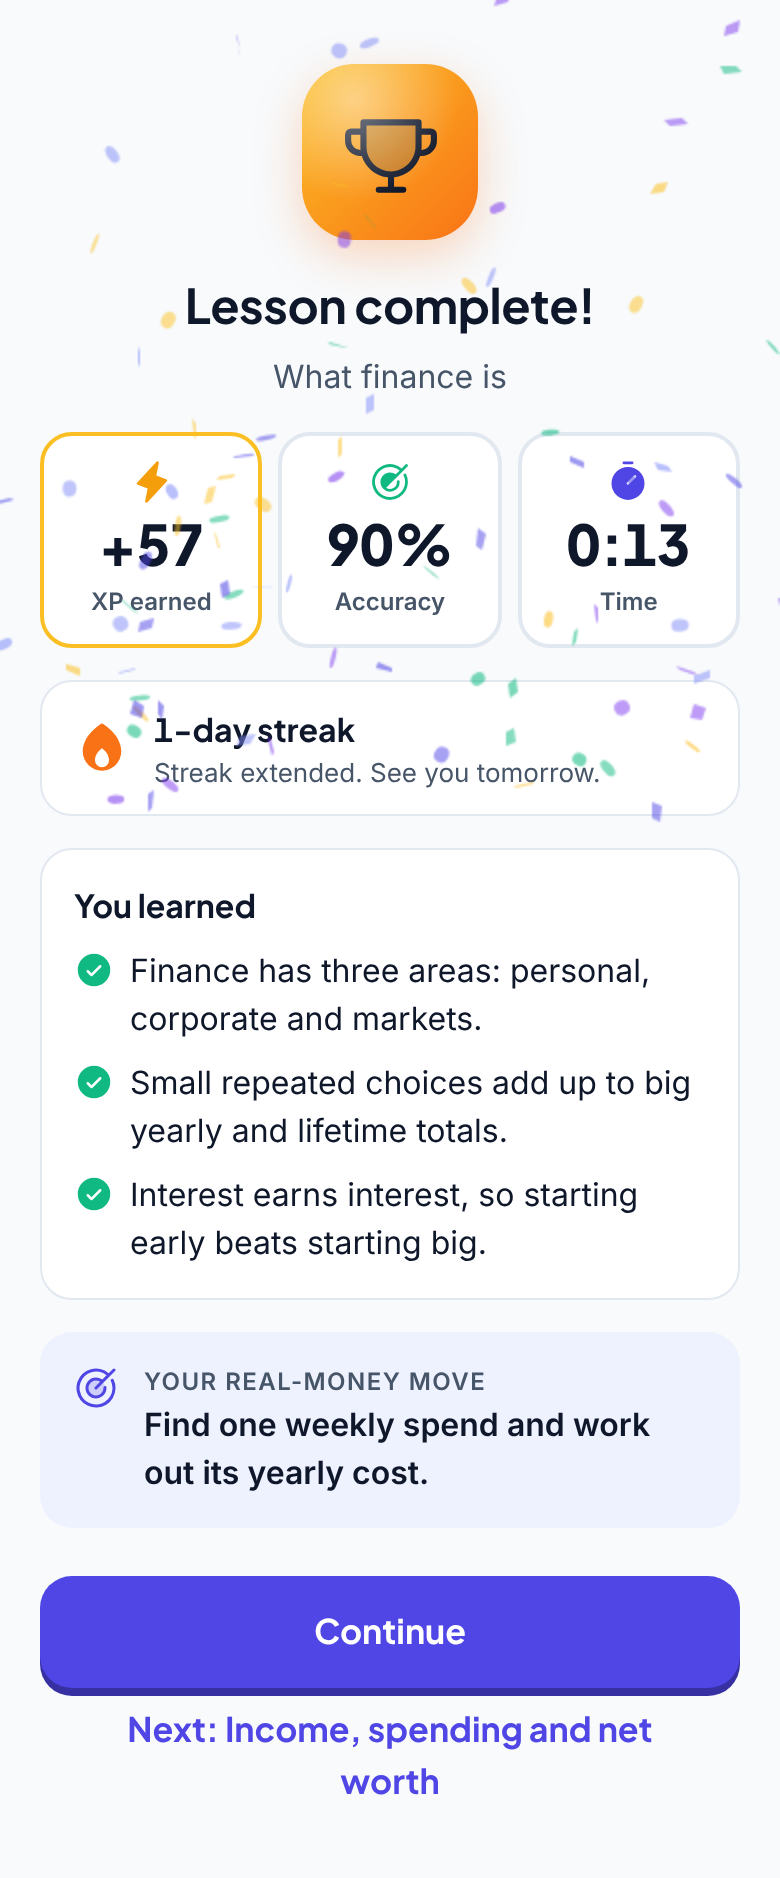 Lesson complete!
What finance is
+57
XP earned
90%
Accuracy
0:13
Time
1-day streak
Streak extended. See you tomorrow.
You learned
Finance has three areas: personal,
corporate and markets.
Small repeated choices add up to big
yearly and lifetime totals.
Interest earns interest, so starting
early beats starting big.
YOUR REAL-MONEY MOVE
Find one weekly spend and work
out its yearly cost.
Continue
Next: Income, spending and net
worth